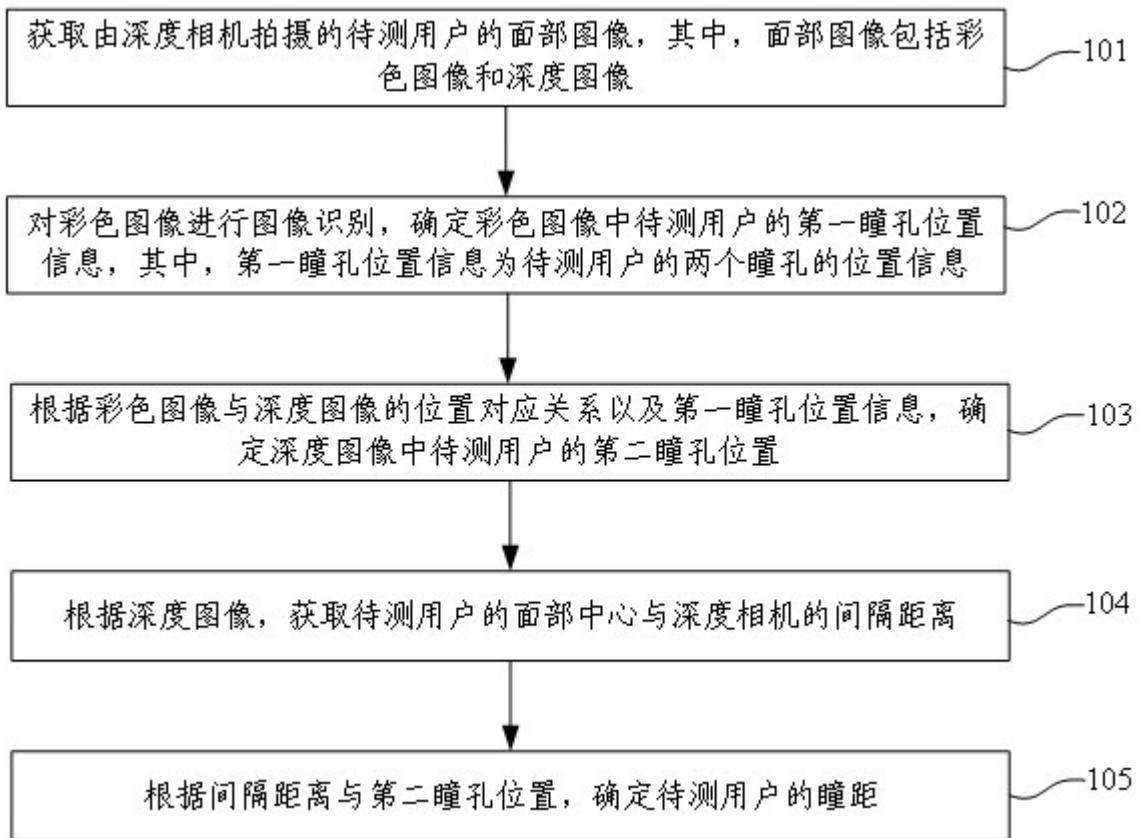 获取由深度相机拍摄的待测用户的面部图像，其中，面部图像包括彩
色图像和深度图像
101
对彩色图像进行图像识别，确定彩色图像中待测用户的第一瞳孔位置
信息，其中，第一瞳孔位置信息为待测用户的两个瞳孔的位置信息
102
根据彩色图像与深度图像的位置对应关系以及第一瞳孔位置信息，确
定深度图像中待测用户的第二瞳孔位置
103
根据深度图像，获取待测用户的面部中心与深度相机的间隔距离
104
根据间隔距离与第二瞳孔位置，确定待测用户的瞳距
105